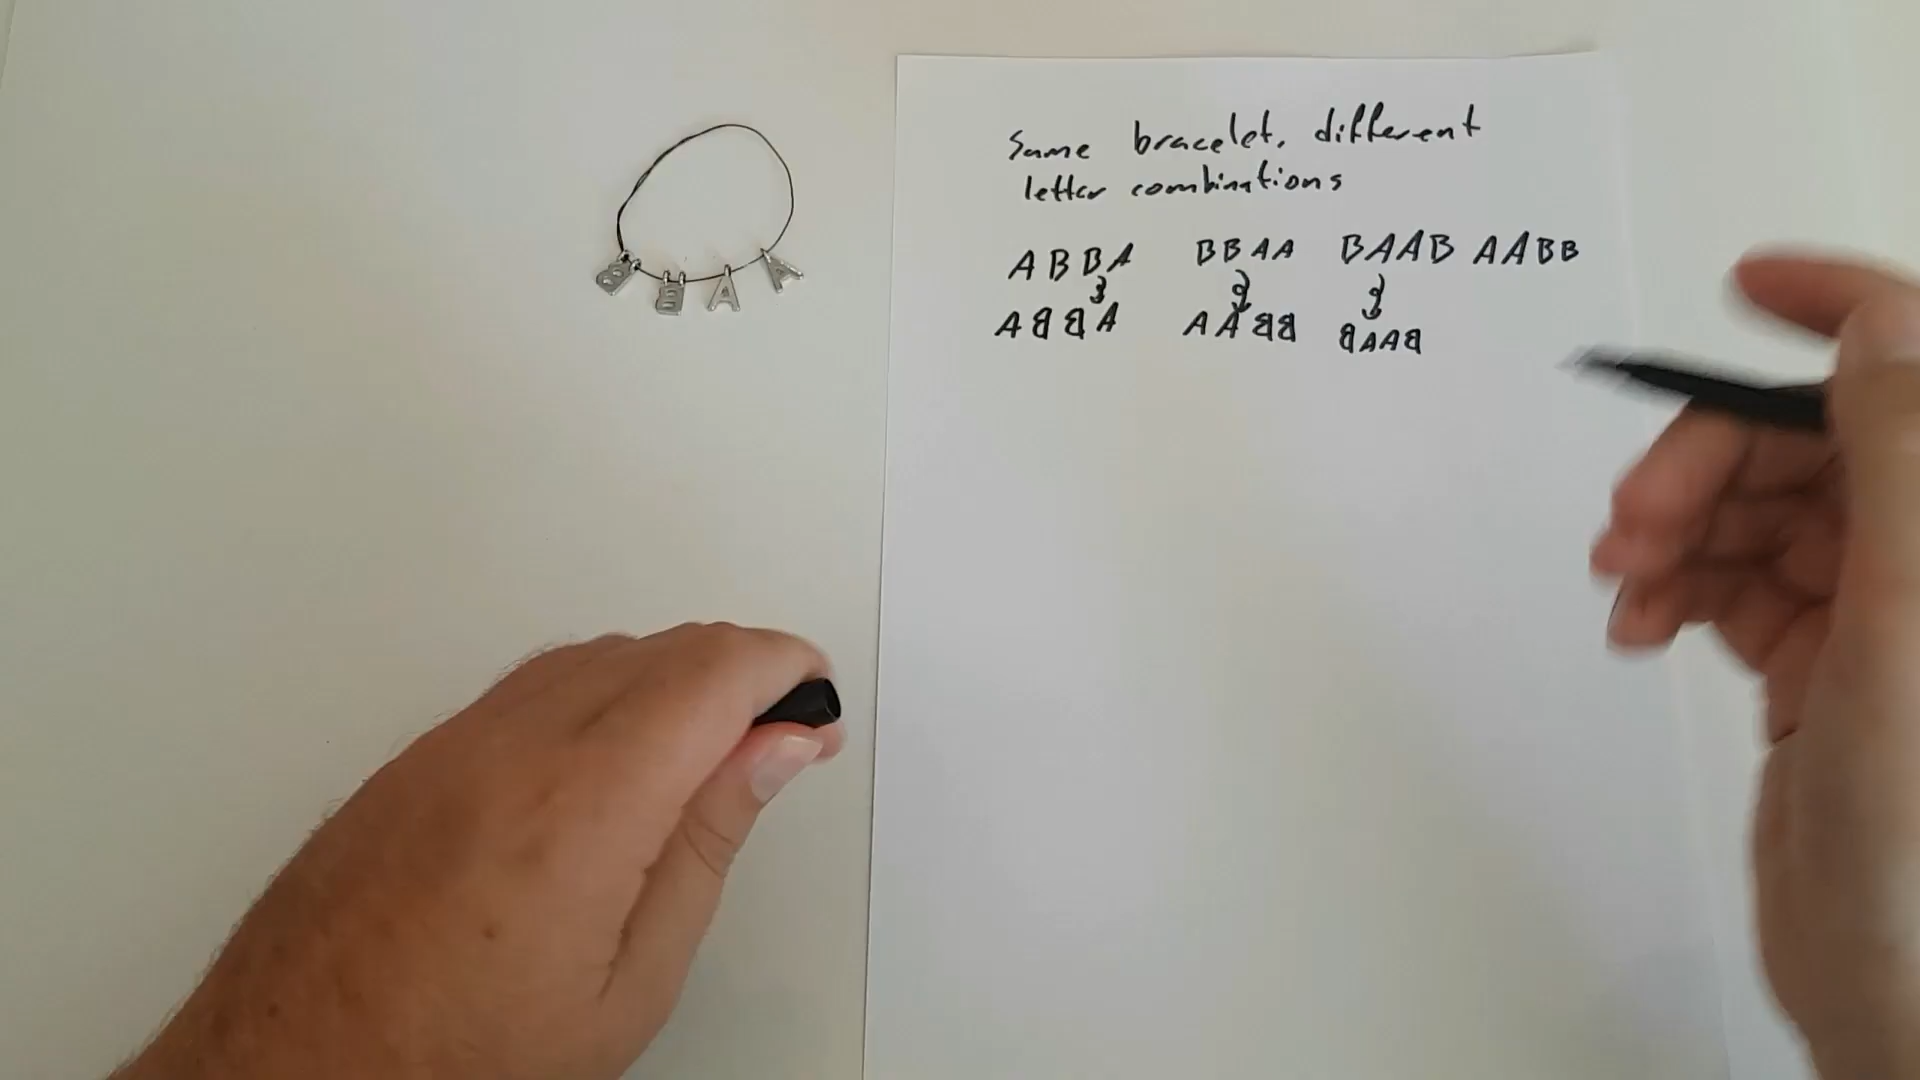 B B A A
Same bracelet, different
letter combinations
ABBA BBAA BAAB AABB
ABBA AABB BAAB